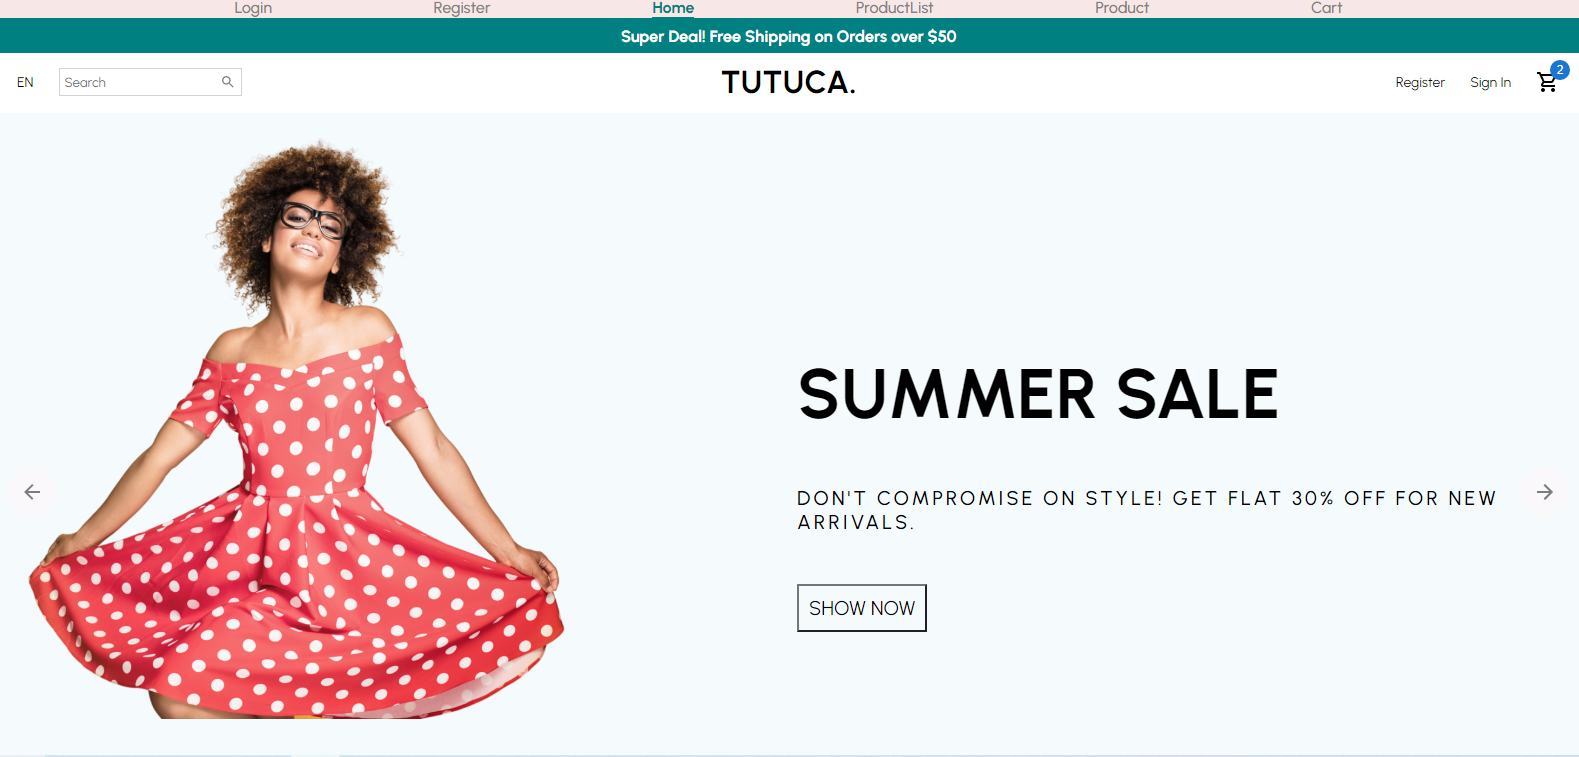 Login Register Home ProductList Product Cart
Super Deal! Free Shipping on Orders over $50
EN Search TUTUCA. Register Sign In 2
SUMMER SALE
DON'T COMPROMISE ON STYLE! GET FLAT 30% OFF FOR NEW
ARRIVALS.
SHOW NOW